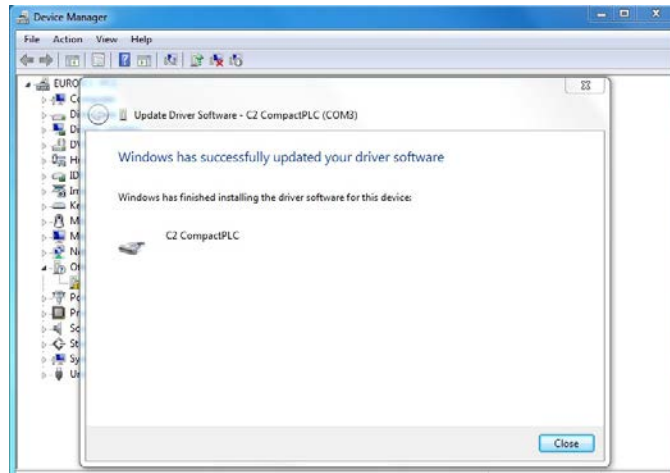 Device Manager
File Action View Help
Update Driver Software - C2 CompactPLC (COM3)
Windows has successfully updated your driver software
Windows has finished installing the driver software for this device:
C2 CompactPLC
Close